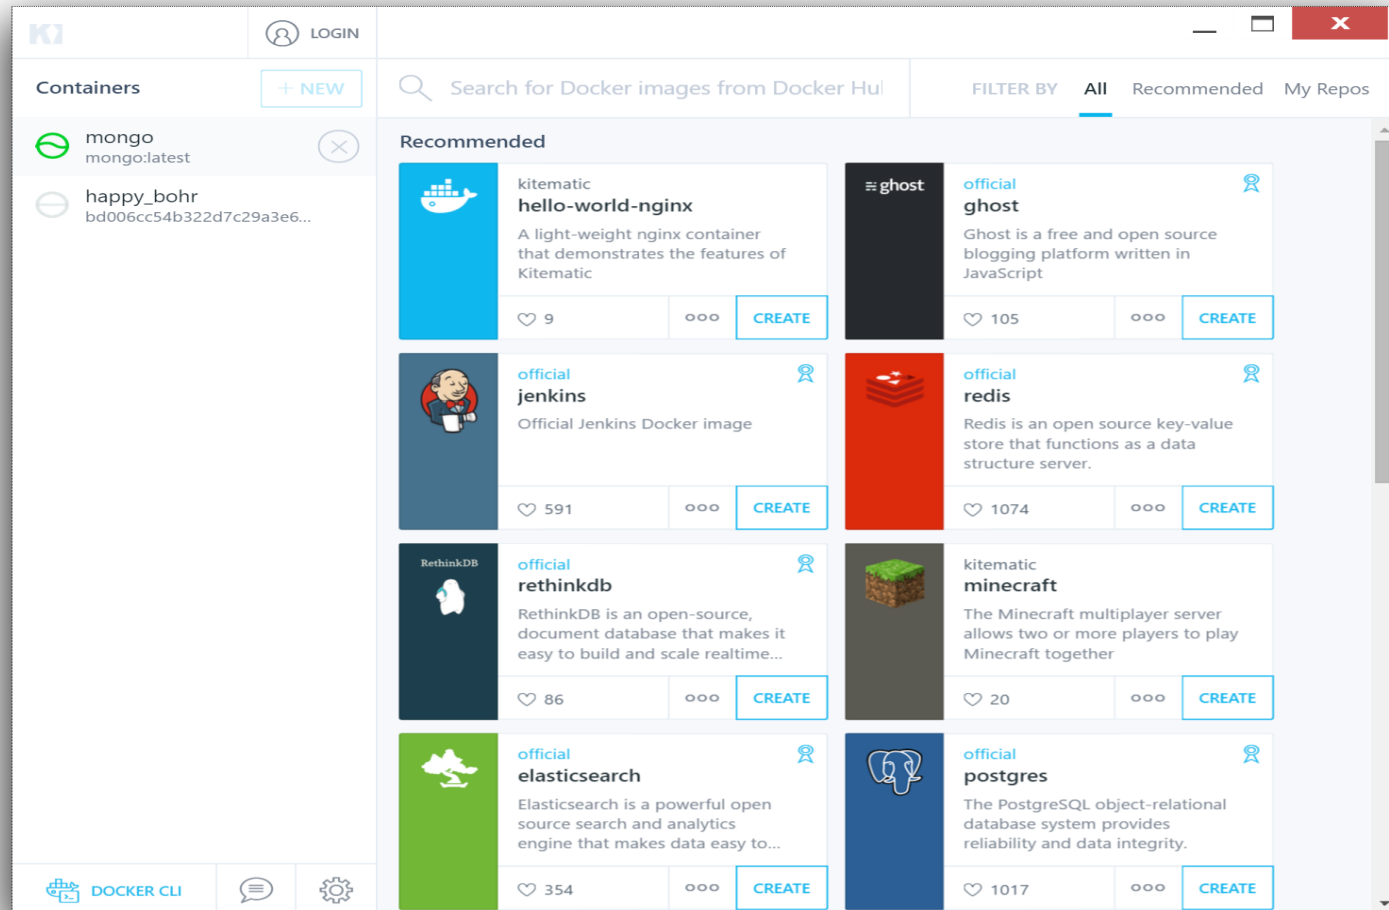 LOGIN
Containers
+ NEW
Search for Docker images from Docker Hu
FILTER BY
All
Recommended
My Repos
mongo
mongo:latest
happy_bohr
bd006cc54b322d7c29a3e6...
DOCKER CLI
Recommended
kitematic
hello-world-nginx
A light-weight nginx container
that demonstrates the features of
Kitematic
9
CREATE
ghost
official
ghost
Ghost is a free and open source
blogging platform written in
JavaScript
105
CREATE
official
jenkins
Official Jenkins Docker image
591
CREATE
official
redis
Redis is an open source key-value
store that functions as a data
structure server.
1074
CREATE
RethinkDB
official
rethinkdb
RethinkDB is an open-source,
document database that makes it
easy to build and scale realtime...
86
CREATE
kitematic
minecraft
The Minecraft multiplayer server
allows two or more players to play
Minecraft together
20
CREATE
official
elasticsearch
Elasticsearch is a powerful open
source search and analytics
engine that makes data easy to...
354
CREATE
official
postgres
The PostgreSQL object-relational
database system provides
reliability and data integrity.
1017
CREATE